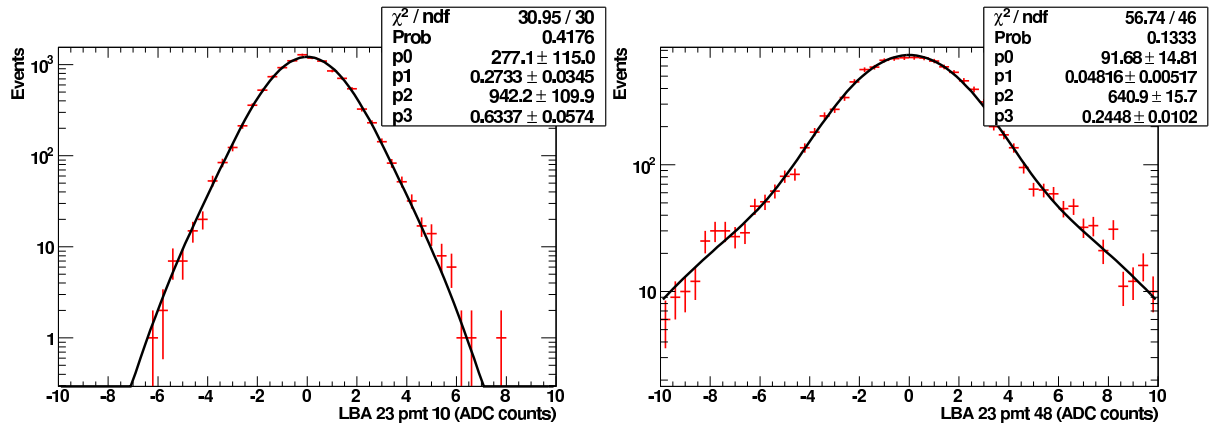 χ² / ndf 30.95 / 30
Prob 0.4176
p0 277.1 ± 115.0
p1 0.2733 ± 0.0345
p2 942.2 ± 109.9
p3 0.6337 ± 0.0574
Events
10³
10²
10
1
-10 -8 -6 -4 -2 0 2 4 6 8 10
LBA 23 pmt 10 (ADC counts)
χ² / ndf 56.74 / 46
Prob 0.1333
p0 91.68 ± 14.81
p1 0.04816 ± 0.00517
p2 640.9 ± 15.7
p3 0.2448 ± 0.0102
Events
10²
10
-10 -8 -6 -4 -2 0 2 4 6 8 10
LBA 23 pmt 48 (ADC counts)